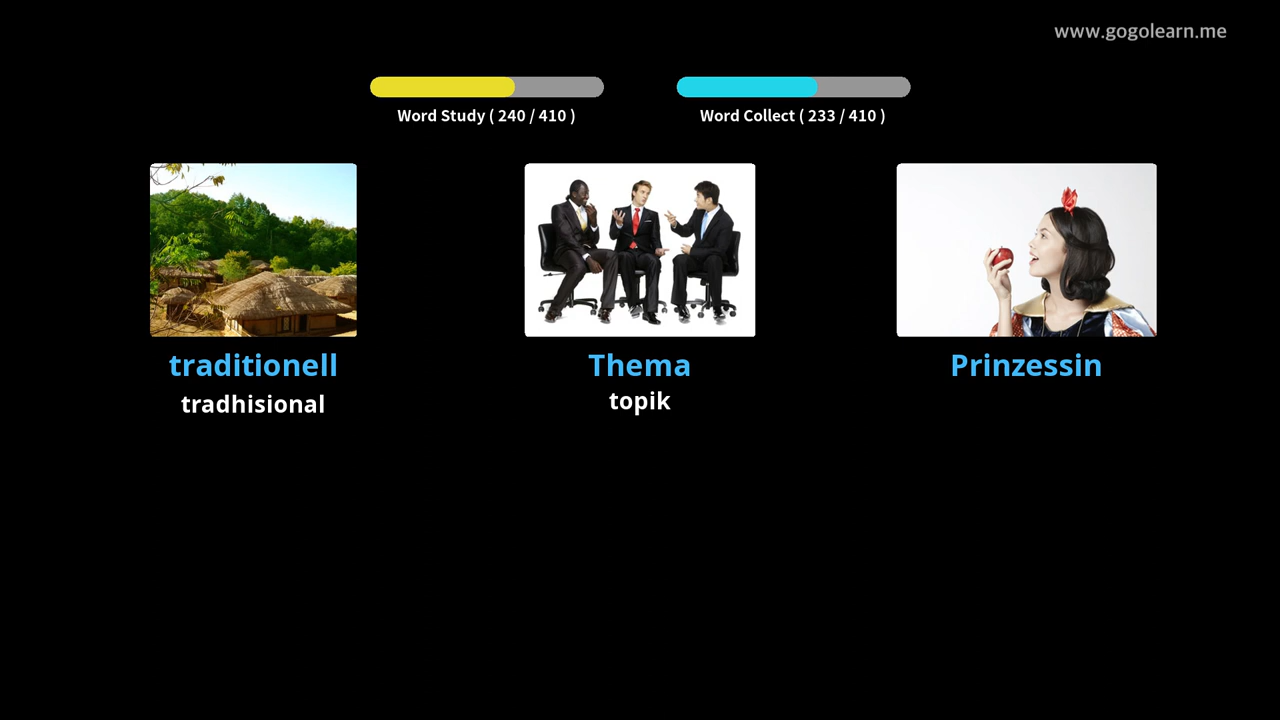 www.gogolearn.me
Word Study ( 240 / 410 )
Word Collect ( 233 / 410 )
traditionell
tradhisional
Thema
topik
Prinzessin